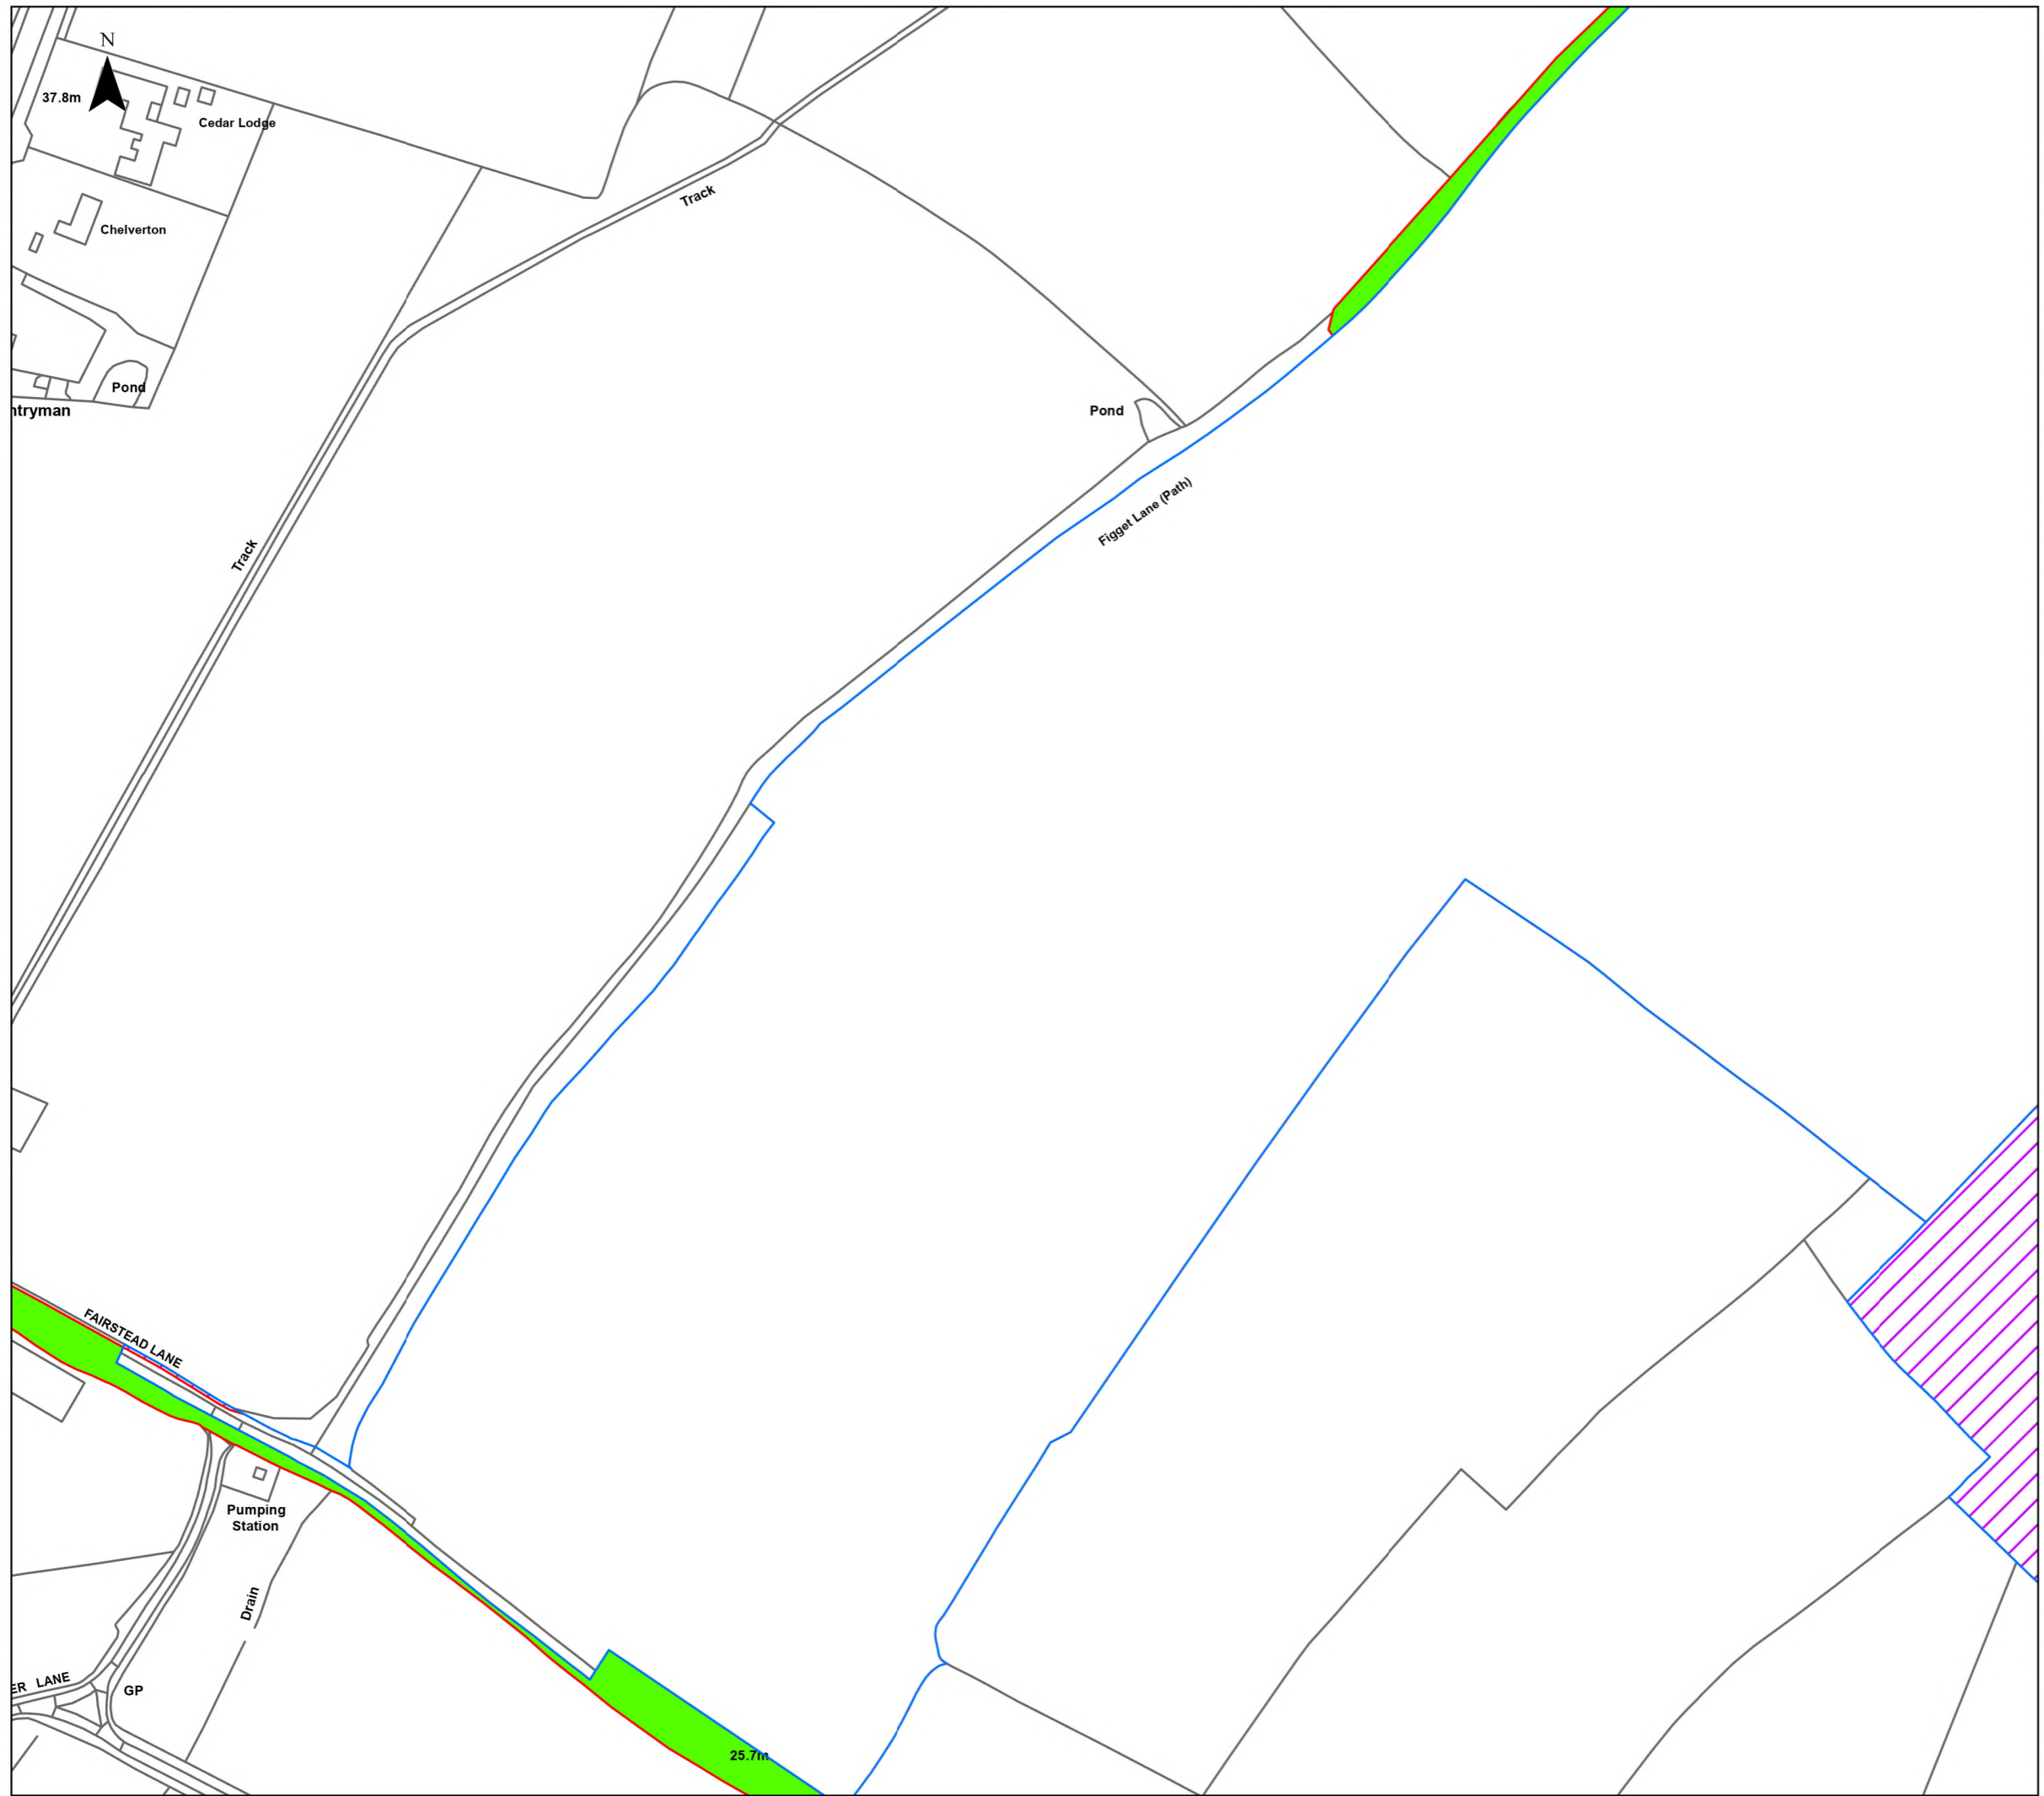 N
37.8m
Cedar Lodge
Chelverton
Track
Pond
ntryman
Pond
Figget Lane (Path)
Track
FAIRSTEAD LANE
Pumping
Station
Drain
ER LANE
GP
25.7m